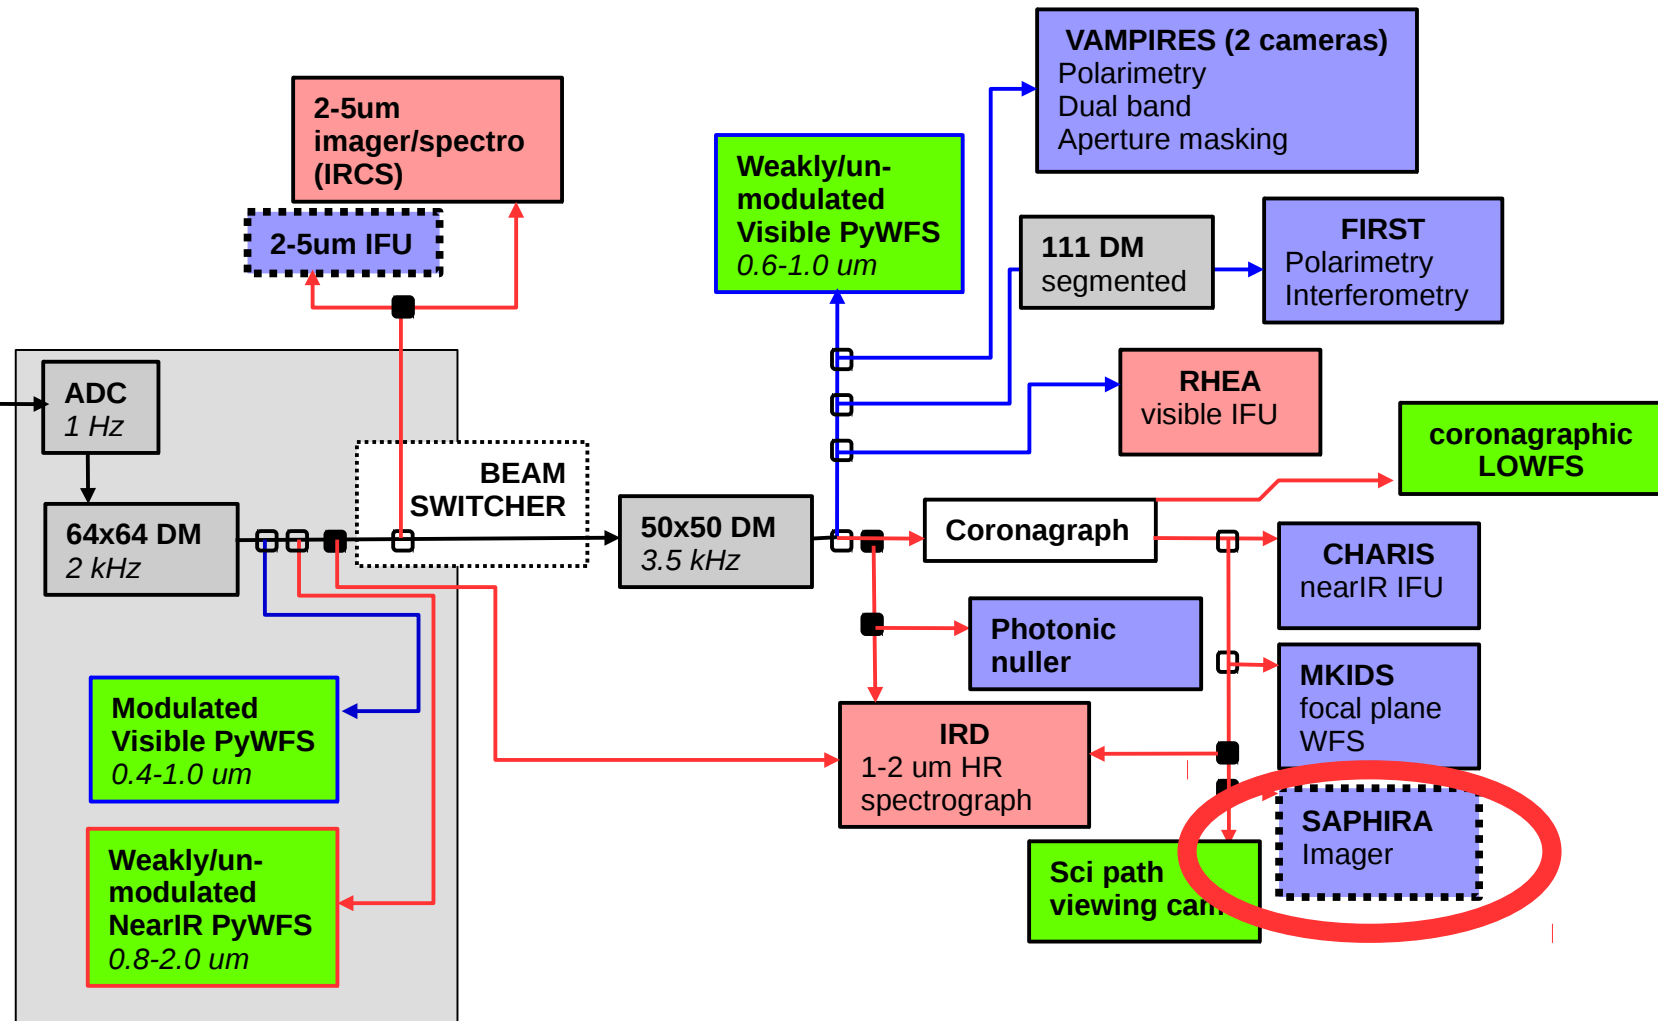 VAMPIRES (2 cameras)
Polarimetry
Dual band
Aperture masking
2-5um
imager/spectro
(IRCS)
Weakly/un-
modulated
Visible PyWFS
0.6-1.0 um
2-5um IFU
111 DM
segmented
FIRST
Polarimetry
Interferometry
ADC
1 Hz
RHEA
visible IFU
coronagraphic
LOWFS
BEAM
SWITCHER
64x64 DM
2 kHz
50x50 DM
3.5 kHz
Coronagraph
CHARIS
nearIR IFU
Photonic
nuller
MKIDS
focal plane
WFS
Modulated
Visible PyWFS
0.4-1.0 um
IRD
1-2 um HR
spectrograph
SAPHIRA
Imager
Weakly/un-
modulated
NearIR PyWFS
0.8-2.0 um
Sci path
viewing cam